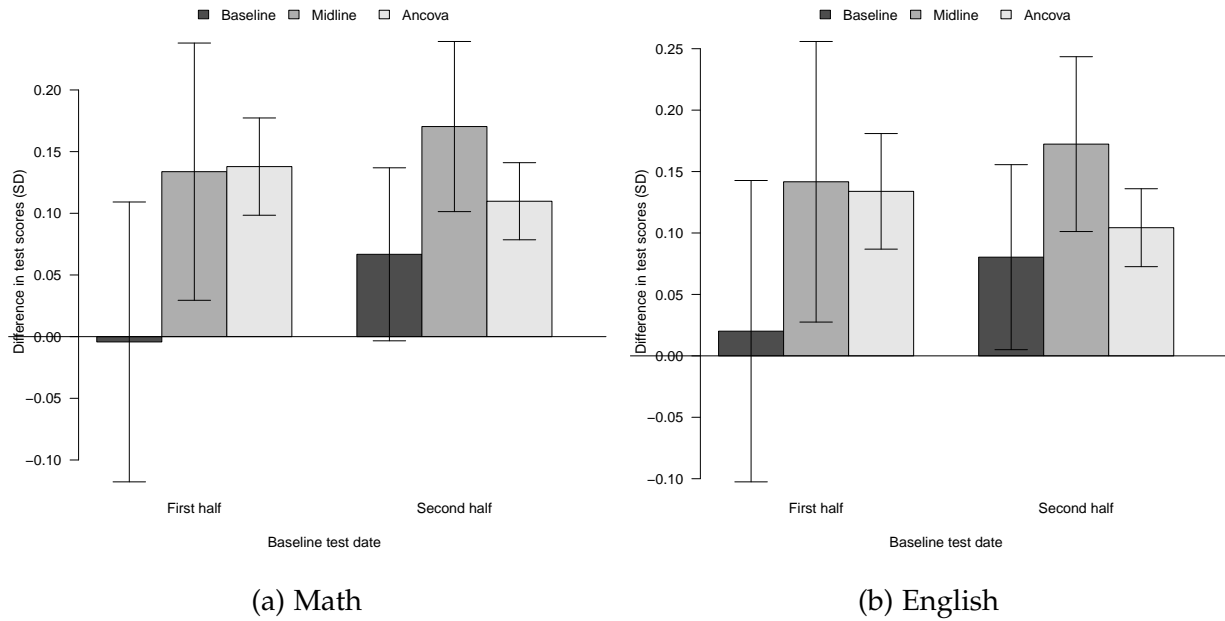 Baseline Midline Ancova
Difference in test scores (SD)
0.20
0.15
0.10
0.05
0.00
−0.05
−0.10
First half Second half
Baseline test date
(a) Math
Baseline Midline Ancova
Difference in test scores (SD)
0.25
0.20
0.15
0.10
0.05
0.00
−0.05
−0.10
First half Second half
Baseline test date
(b) English